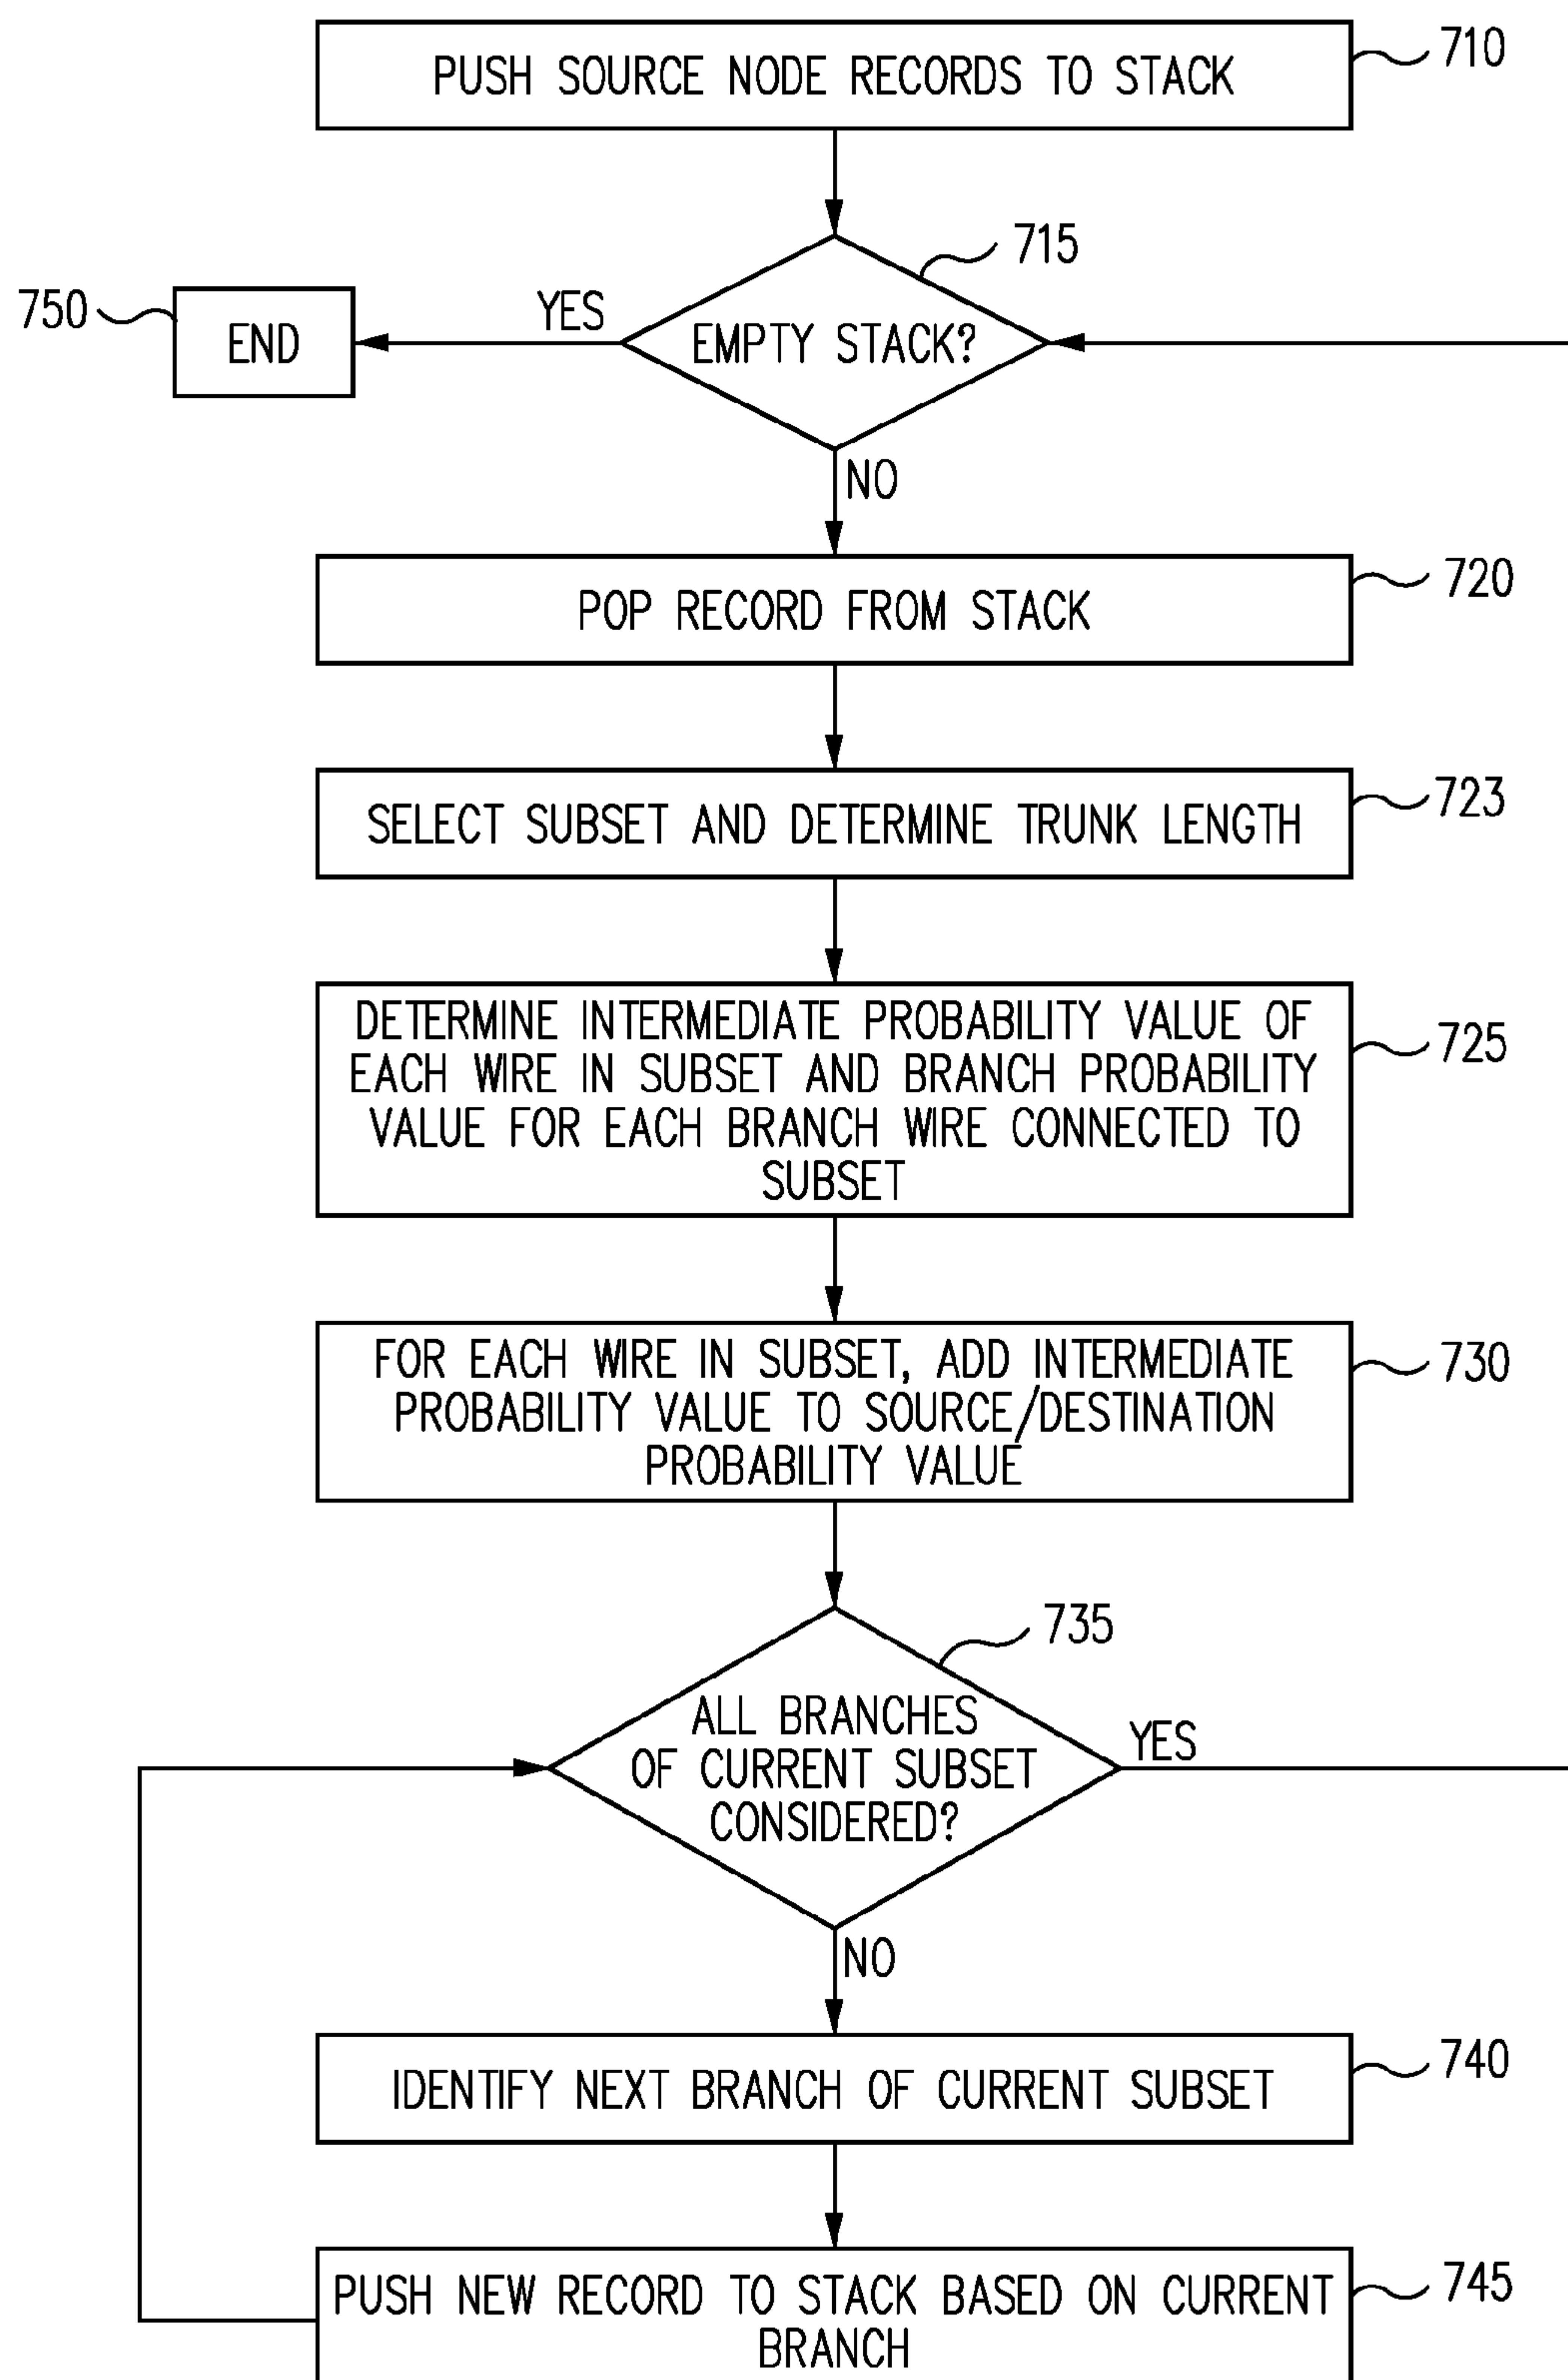 PUSH SOURCE NODE RECORDS TO STACK
710
715
750
END
YES
EMPTY STACK?
NO
POP RECORD FROM STACK
720
SELECT SUBSET AND DETERMINE TRUNK LENGTH
723
DETERMINE INTERMEDIATE PROBABILITY VALUE OF
EACH WIRE IN SUBSET AND BRANCH PROBABILITY
VALUE FOR EACH BRANCH WIRE CONNECTED TO
SUBSET
725
FOR EACH WIRE IN SUBSET, ADD INTERMEDIATE
PROBABILITY VALUE TO SOURCE/DESTINATION
PROBABILITY VALUE
730
735
ALL BRANCHES
OF CURRENT SUBSET
CONSIDERED?
YES
NO
IDENTIFY NEXT BRANCH OF CURRENT SUBSET
740
PUSH NEW RECORD TO STACK BASED ON CURRENT
BRANCH
745